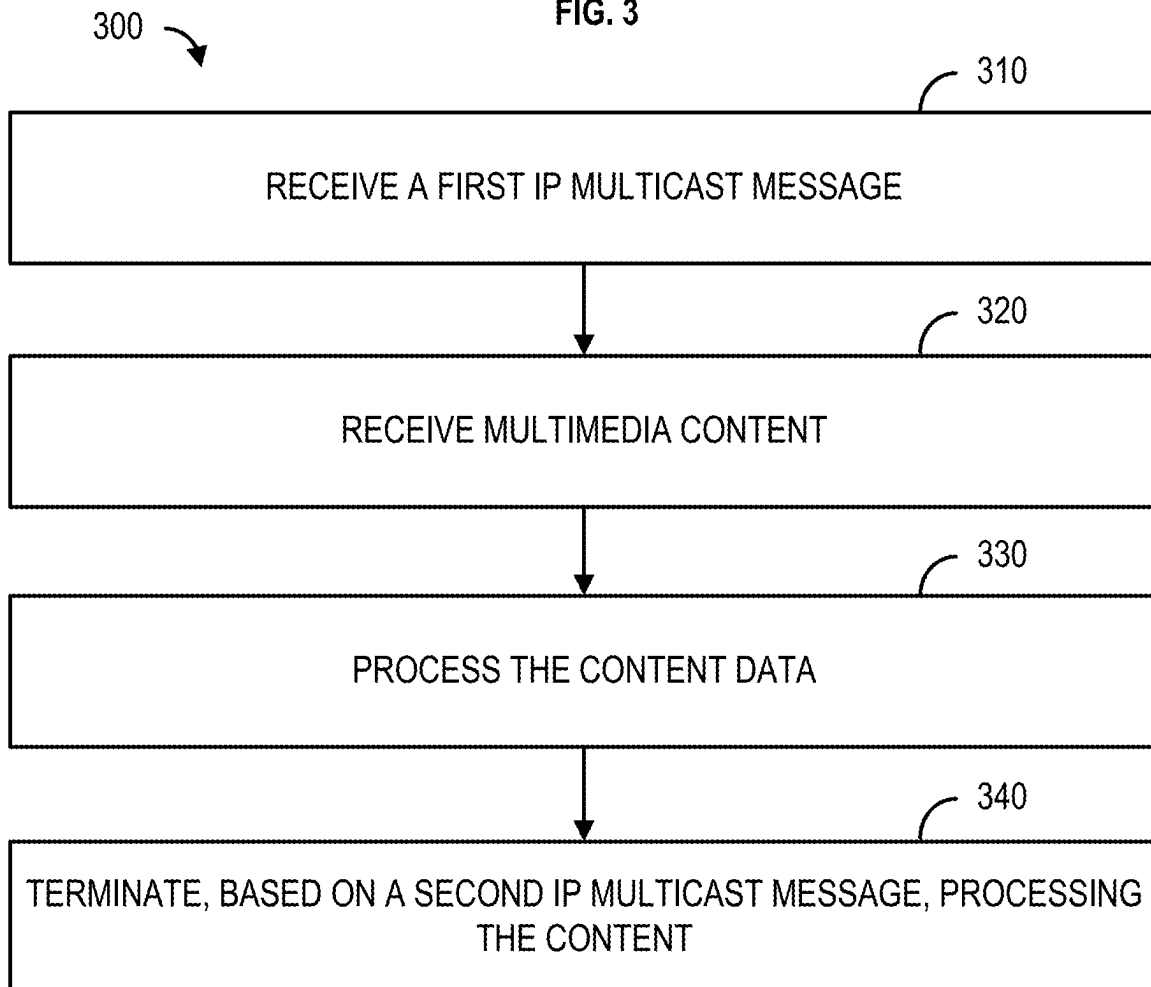 FIG. 3
300
310
RECEIVE A FIRST IP MULTICAST MESSAGE
320
RECEIVE MULTIMEDIA CONTENT
330
PROCESS THE CONTENT DATA
340
TERMINATE, BASED ON A SECOND IP MULTICAST MESSAGE, PROCESSING
THE CONTENT